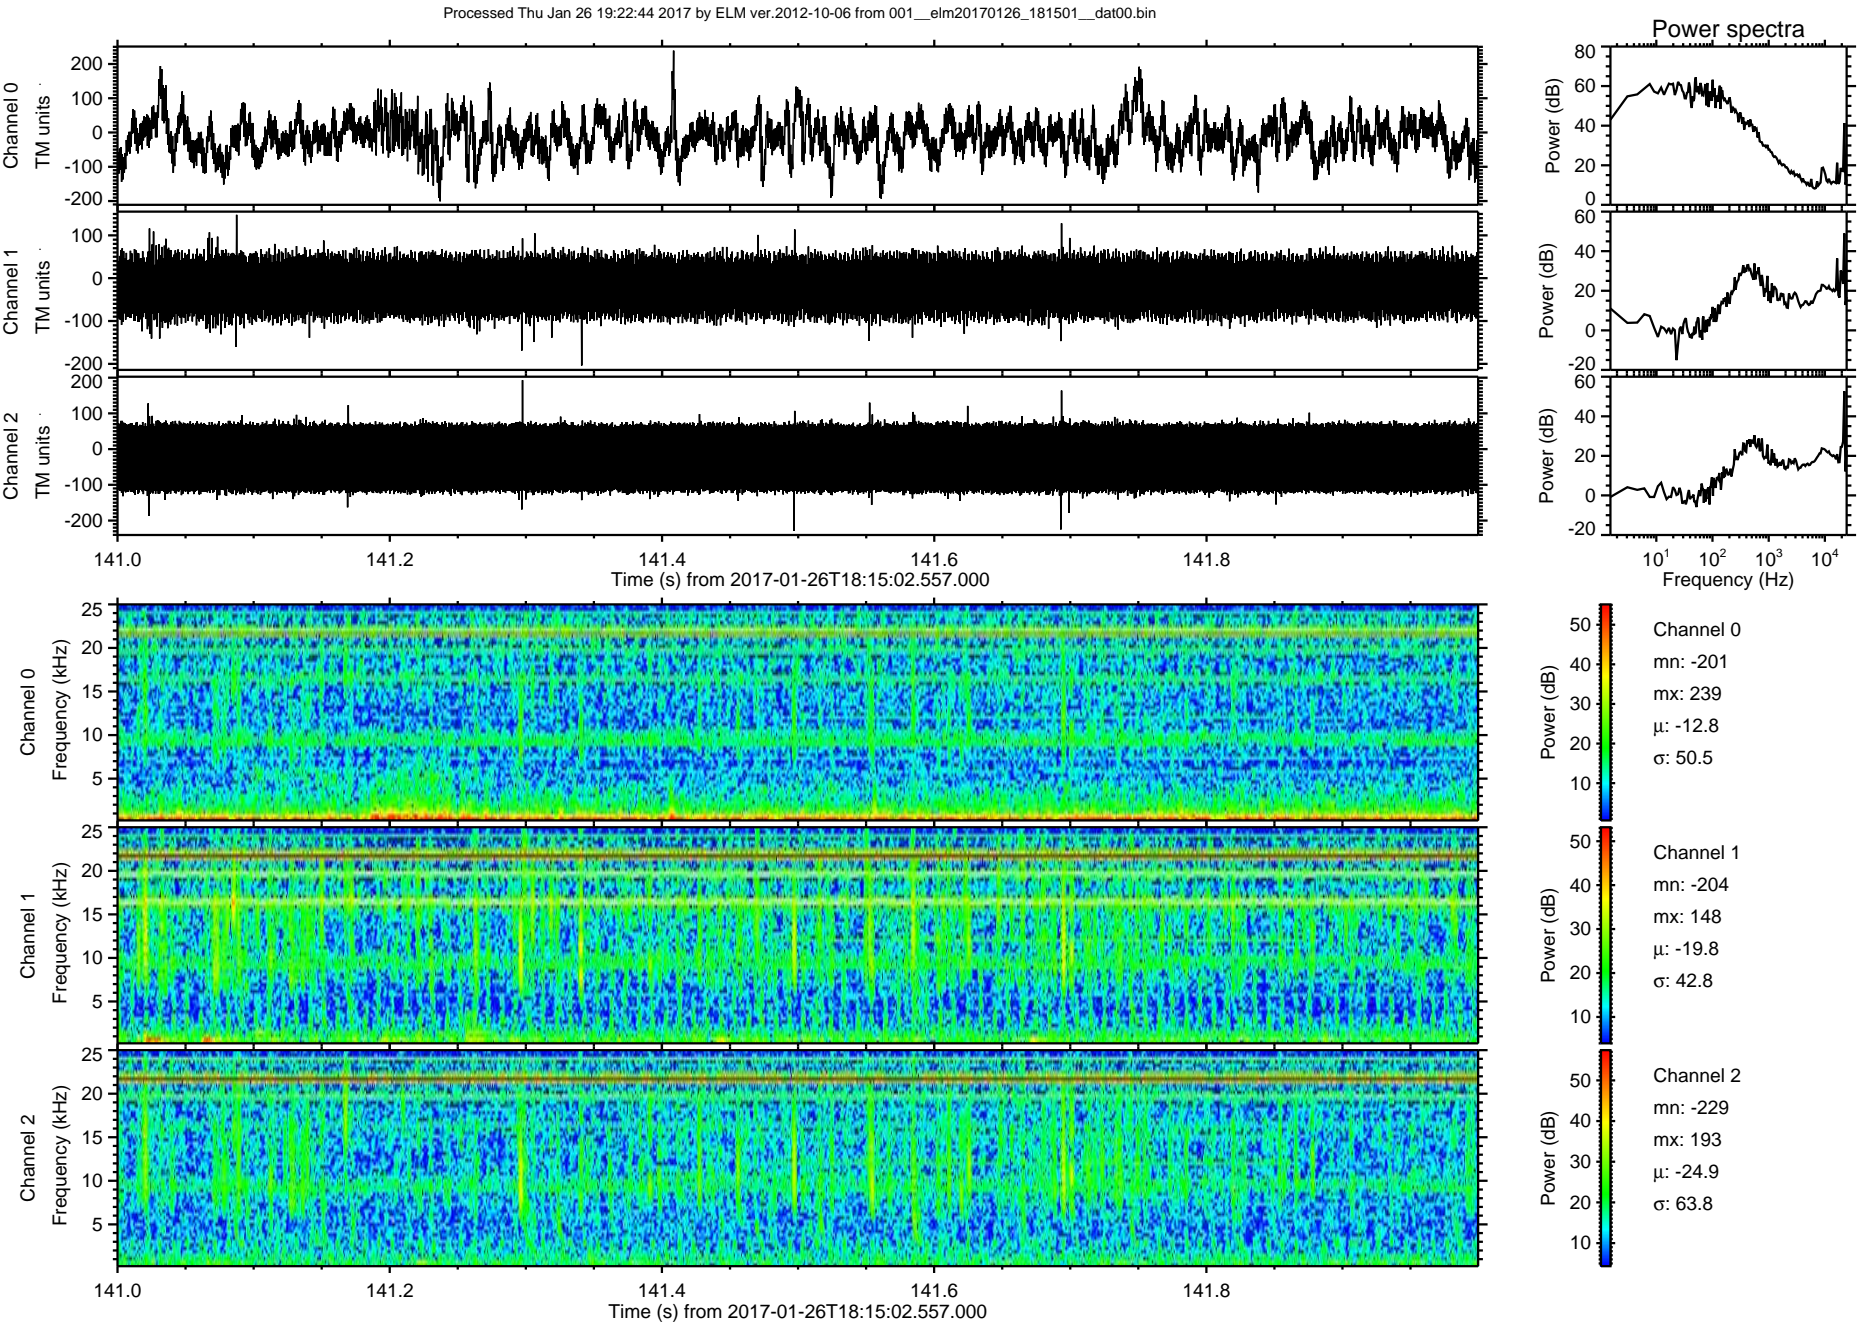 Processed Thu Jan 26 19:22:44 2017 by ELM ver.2012-10-06 from 001__elm20170126_181501__dat00.bin
Power spectra
Channel 0
TM units
200
100
0
-100
-200
Power (dB)
80
60
40
20
0
Channel 1
TM units
100
0
-100
-200
Power (dB)
60
40
20
0
-20
Channel 2
TM units
200
100
0
-100
-200
Power (dB)
60
40
20
0
-20
141.0 141.2 141.4 141.6 141.8
Time (s) from 2017-01-26T18:15:02.557.000
10¹ 10² 10³ 10⁴
Frequency (Hz)
Channel 0
Frequency (kHz)
25
20
15
10
5
Power (dB)
50
40
30
20
10
Channel 0
mn: -201
mx: 239
μ: -12.8
σ: 50.5
Channel 1
Frequency (kHz)
25
20
15
10
5
Power (dB)
50
40
30
20
10
Channel 1
mn: -204
mx: 148
μ: -19.8
σ: 42.8
Channel 2
Frequency (kHz)
25
20
15
10
5
Power (dB)
50
40
30
20
10
Channel 2
mn: -229
mx: 193
μ: -24.9
σ: 63.8
141.0 141.2 141.4 141.6 141.8
Time (s) from 2017-01-26T18:15:02.557.000